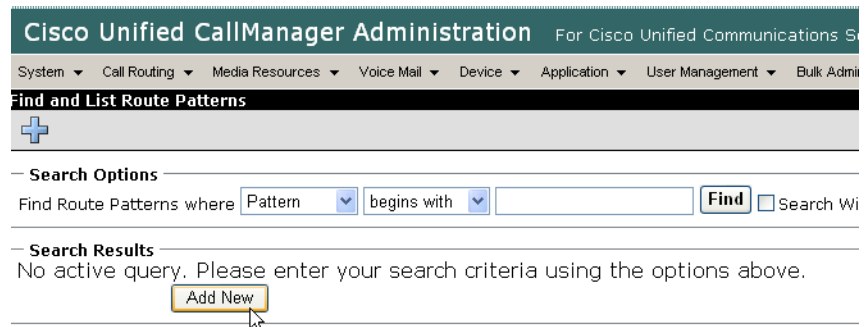 Cisco Unified CallManager Administration For Cisco Unified Communications
System Call Routing Media Resources Voice Mail Device Application User Management Bulk
Find and List Route Patterns
Search Options
Find Route Patterns where Pattern begins with Find Search
Search Results
No active query. Please enter your search criteria using the options above.
Add New